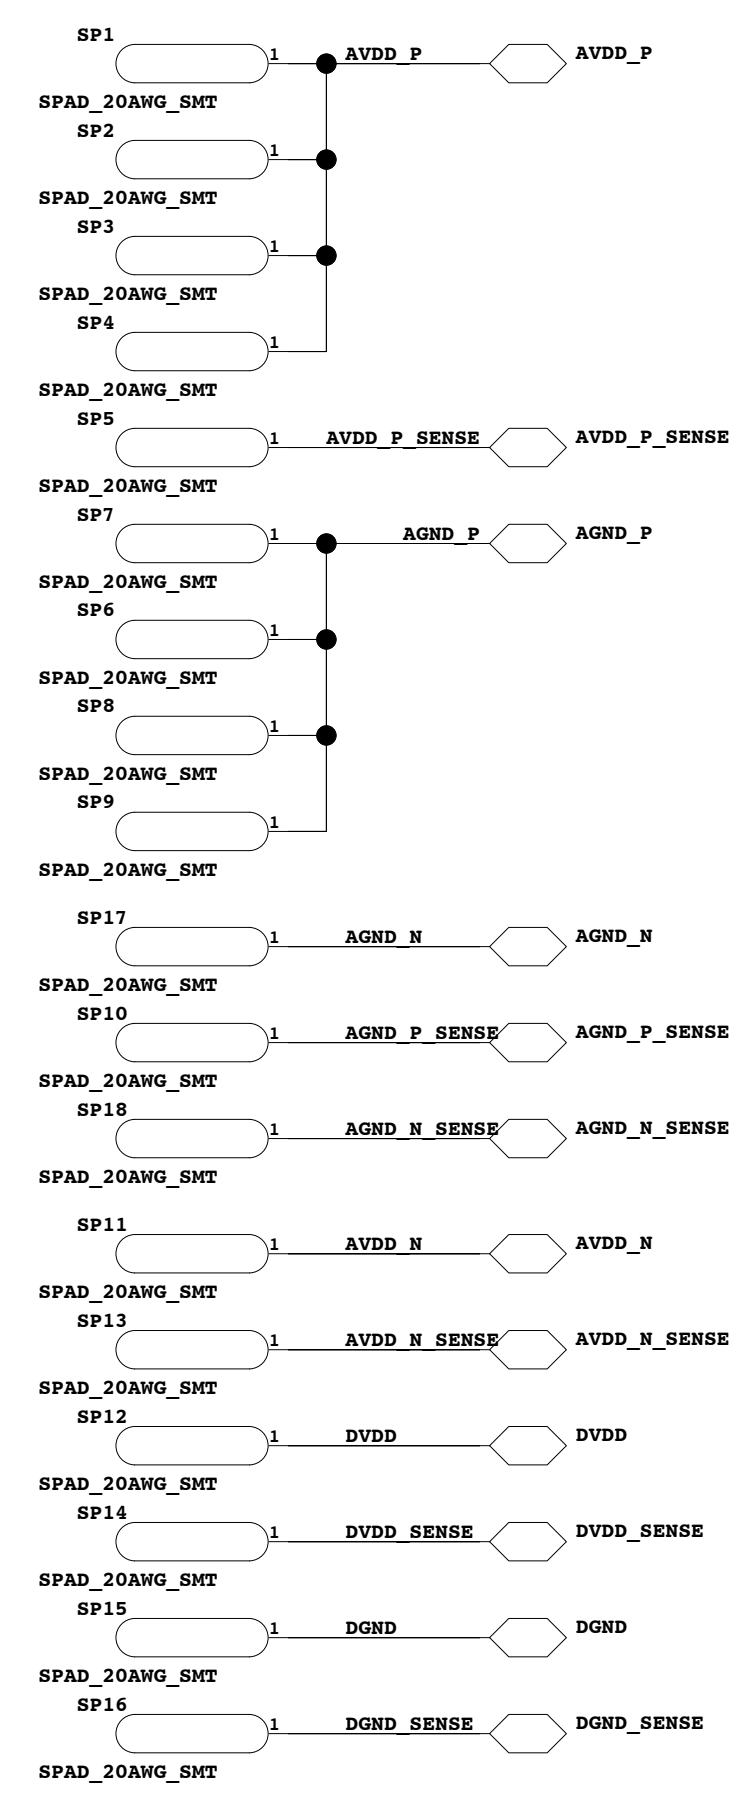 SP1
1 AVDD_P AVDD_P
SPAD_20AWG_SMT
SP2
1
SPAD_20AWG_SMT
SP3
1
SPAD_20AWG_SMT
SP4
1
SPAD_20AWG_SMT
SP5
1 AVDD_P_SENSE AVDD_P_SENSE
SPAD_20AWG_SMT
SP7
1 AGND_P AGND_P
SPAD_20AWG_SMT
SP6
1
SPAD_20AWG_SMT
SP8
1
SPAD_20AWG_SMT
SP9
1
SPAD_20AWG_SMT
SP17
1 AGND_N AGND_N
SPAD_20AWG_SMT
SP10
1 AGND_P_SENSE AGND_P_SENSE
SPAD_20AWG_SMT
SP18
1 AGND_N_SENSE AGND_N_SENSE
SPAD_20AWG_SMT
SP11
1 AVDD_N AVDD_N
SPAD_20AWG_SMT
SP13
1 AVDD_N_SENSE AVDD_N_SENSE
SPAD_20AWG_SMT
SP12
1 DVDD DVDD
SPAD_20AWG_SMT
SP14
1 DVDD_SENSE DVDD_SENSE
SPAD_20AWG_SMT
SP15
1 DGND DGND
SPAD_20AWG_SMT
SP16
1 DGND_SENSE DGND_SENSE
SPAD_20AWG_SMT